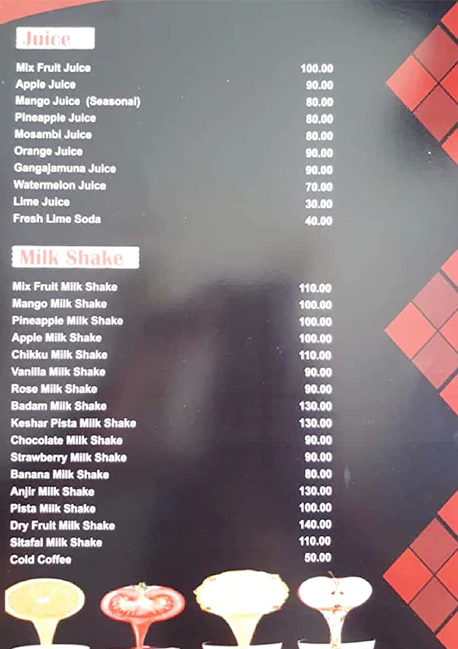 Juice
Mix Fruit Juice 100.00
Apple Juice 90.00
Mango Juice (Seasonal) 80.00
Pineapple Juice 80.00
Mosambi Juice 80.00
Orange Juice 90.00
Gangajamuna Juice 90.00
Watermelon Juice 70.00
Lime Juice 30.00
Fresh Lime Soda 40.00
Milk Shake
Mix Fruit Milk Shake 110.00
Mango Milk Shake 100.00
Pineapple Milk Shake 100.00
Apple Milk Shake 100.00
Chikku Milk Shake 110.00
Vanilla Milk Shake 90.00
Rose Milk Shake 90.00
Badam Milk Shake 130.00
Keshar Pista Milk Shake 130.00
Chocolate Milk Shake 90.00
Strawberry Milk Shake 90.00
Banana Milk Shake 80.00
Anjir Milk Shake 130.00
Pista Milk Shake 100.00
Dry Fruit Milk Shake 140.00
Sitafal Milk Shake 110.00
Cold Coffee 50.00